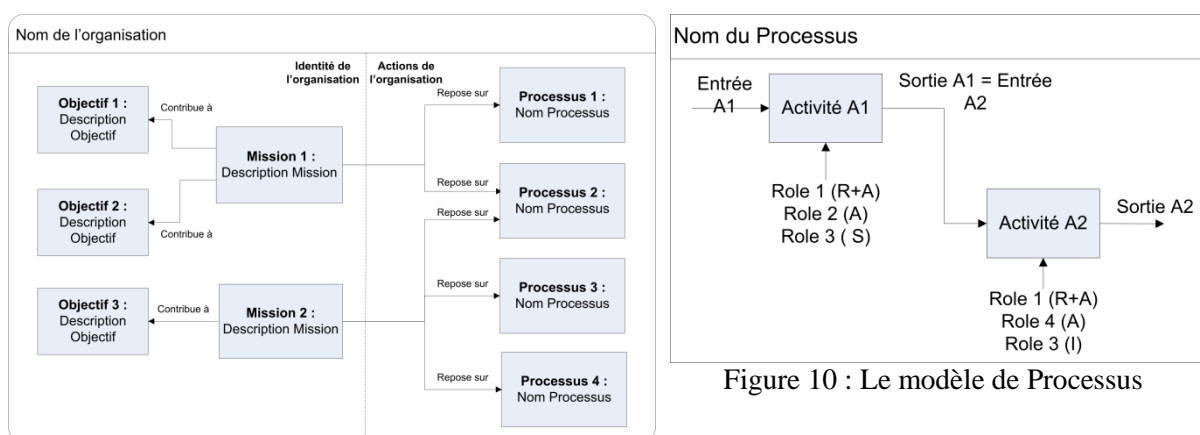 Nom de l'organisation
Identité de
l'organisation
Actions de
l'organisation
Objectif 1 :
Description
Objectif
Contribue à
Mission 1 :
Description Mission
Repose sur
Processus 1 :
Nom Processus
Objectif 2 :
Description
Objectif
Contribue à
Repose sur
Processus 2 :
Nom Processus
Repose sur
Objectif 3 :
Description
Objectif
Contribue à
Mission 2 :
Description Mission
Repose sur
Processus 3 :
Nom Processus
Repose sur
Processus 4 :
Nom Processus
Nom du Processus
Entrée
A1
Activité A1
Sortie A1 = Entrée
A2
Role 1 (R+A)
Role 2 (A)
Role 3 ( S)
Activité A2
Sortie A2
Role 1 (R+A)
Role 4 (A)
Role 3 (I)
Figure 10 : Le modèle de Processus